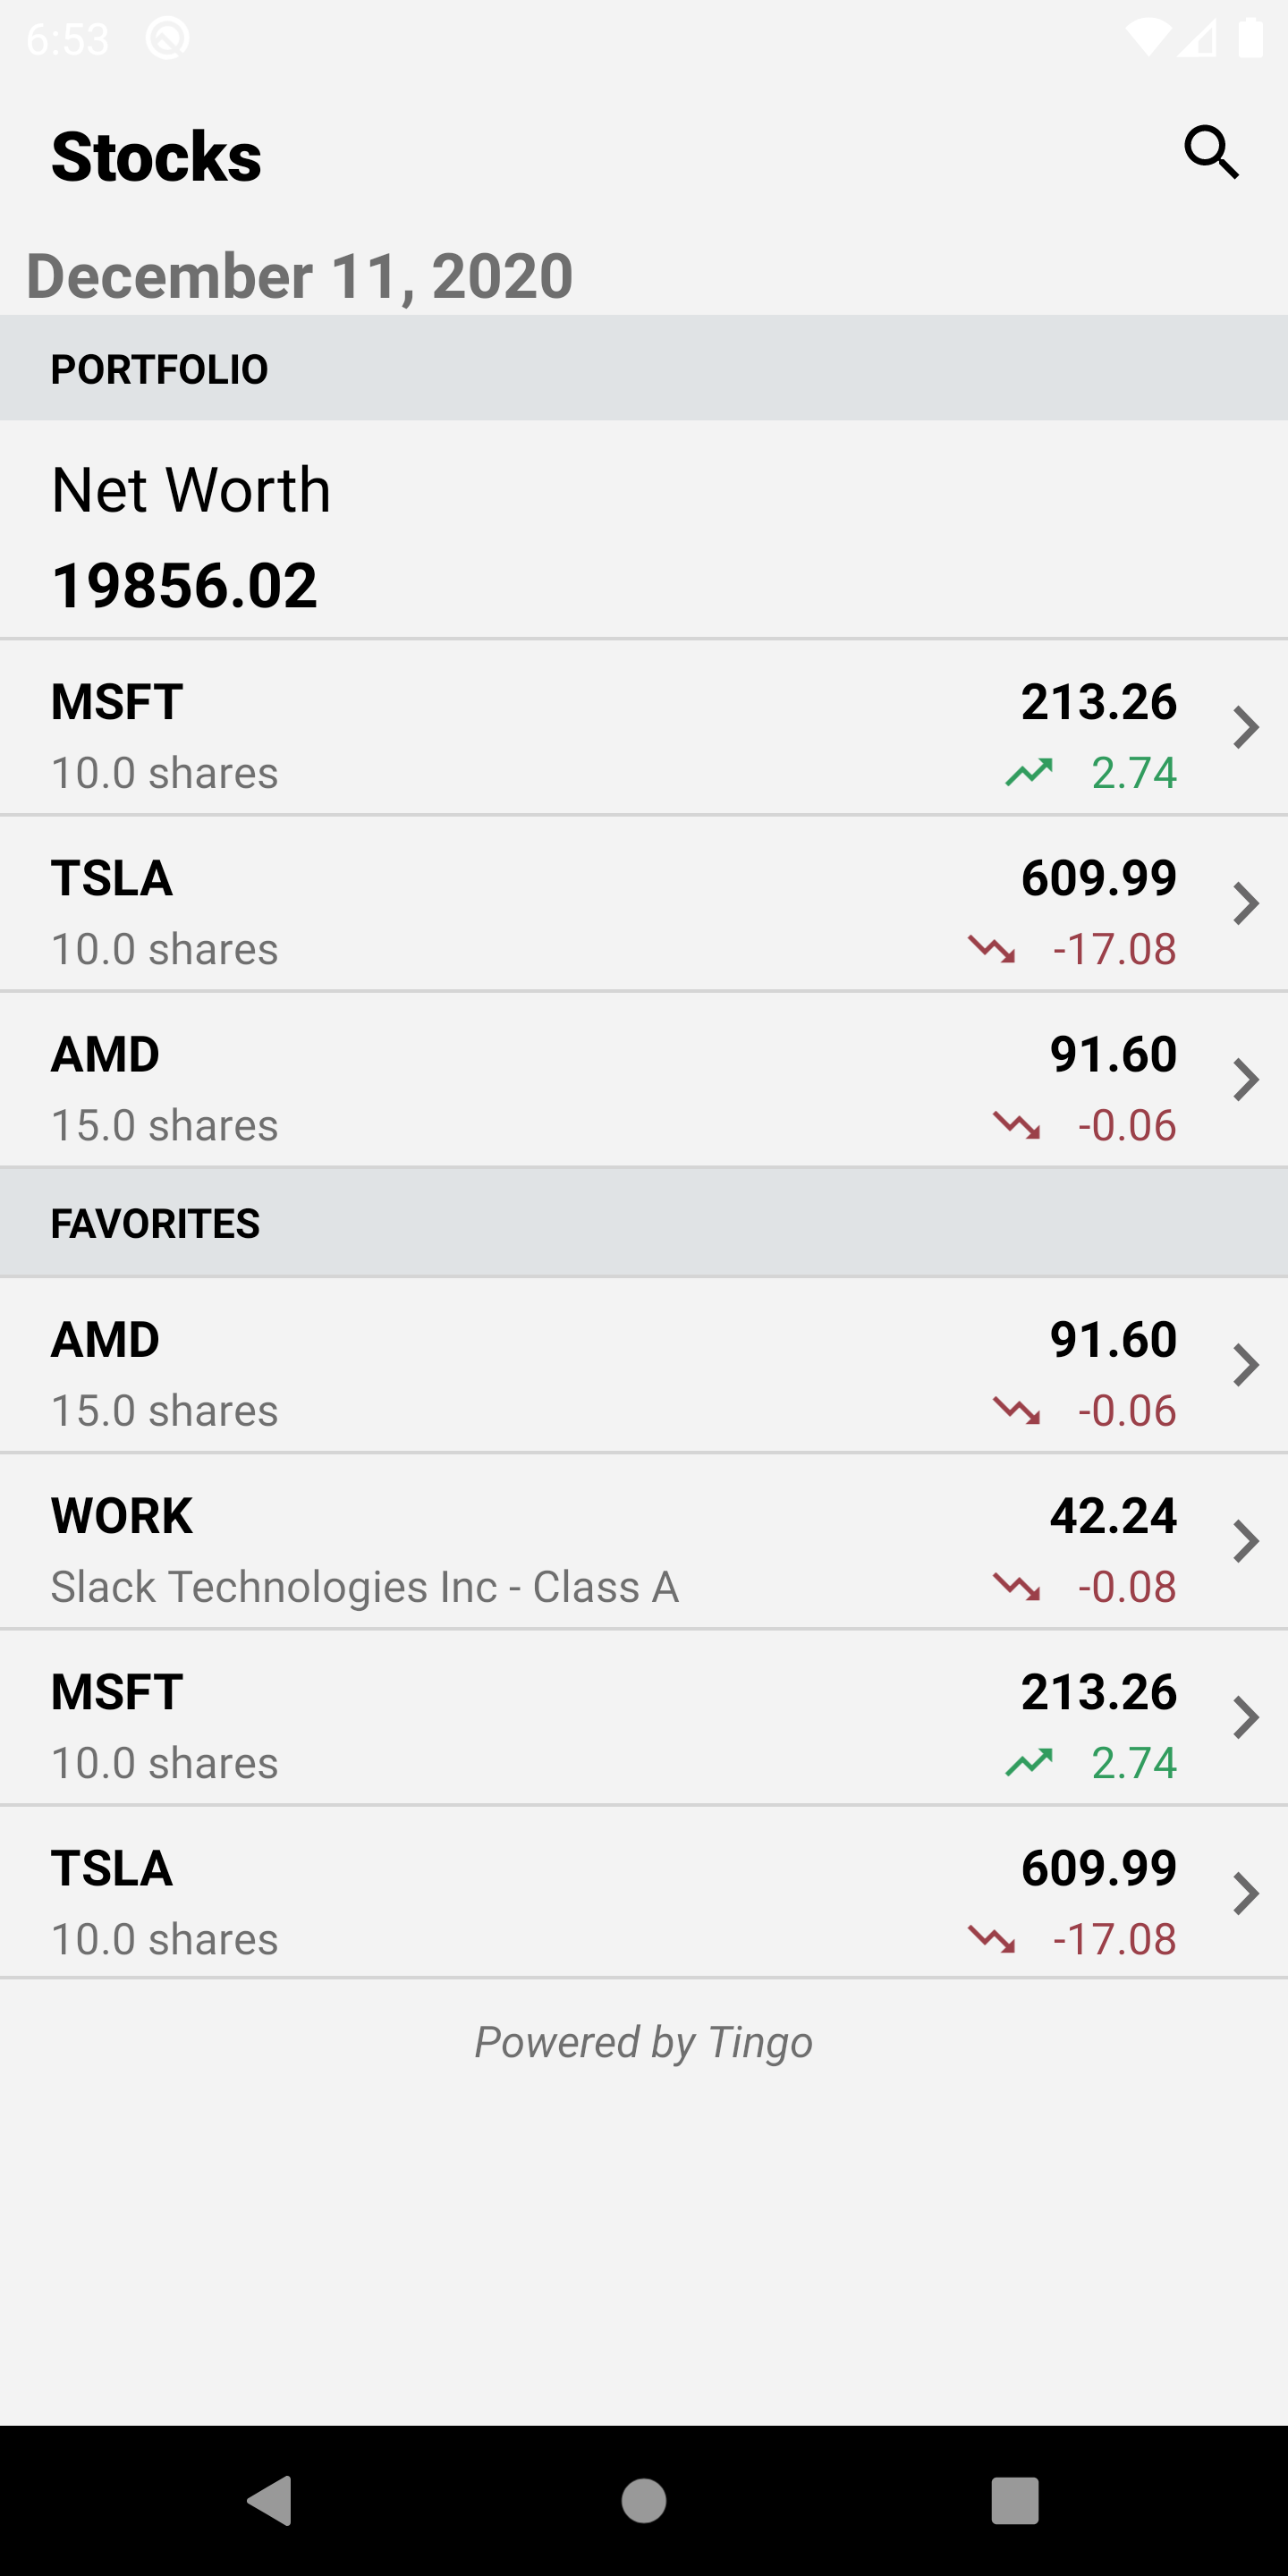 6:53
Stocks
December 11, 2020
PORTFOLIO
Net Worth
19856.02
MSFT 213.26
10.0 shares 2.74
TSLA 609.99
10.0 shares -17.08
AMD 91.60
15.0 shares -0.06
FAVORITES
AMD 91.60
15.0 shares -0.06
WORK 42.24
Slack Technologies Inc - Class A -0.08
MSFT 213.26
10.0 shares 2.74
TSLA 609.99
10.0 shares -17.08
Powered by Tingo